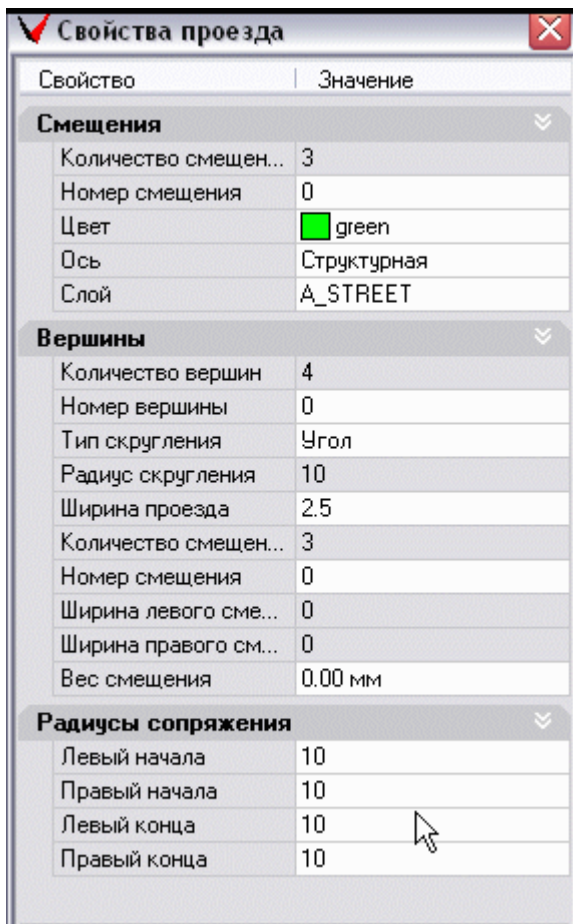 Свойства проезда
Свойство Значение
Смещения
Количество смещен... 3
Номер смещения 0
Цвет green
Ось Структурная
Слой A_STREET
Вершины
Количество вершин 4
Номер вершины 0
Тип скругления Угол
Радиус скругления 10
Ширина проезда 2.5
Количество смещен... 3
Номер смещения 0
Ширина левого сме... 0
Ширина правого см... 0
Вес смещения 0.00 мм
Радиусы сопряжения
Левый начала 10
Правый начала 10
Левый конца 10
Правый конца 10